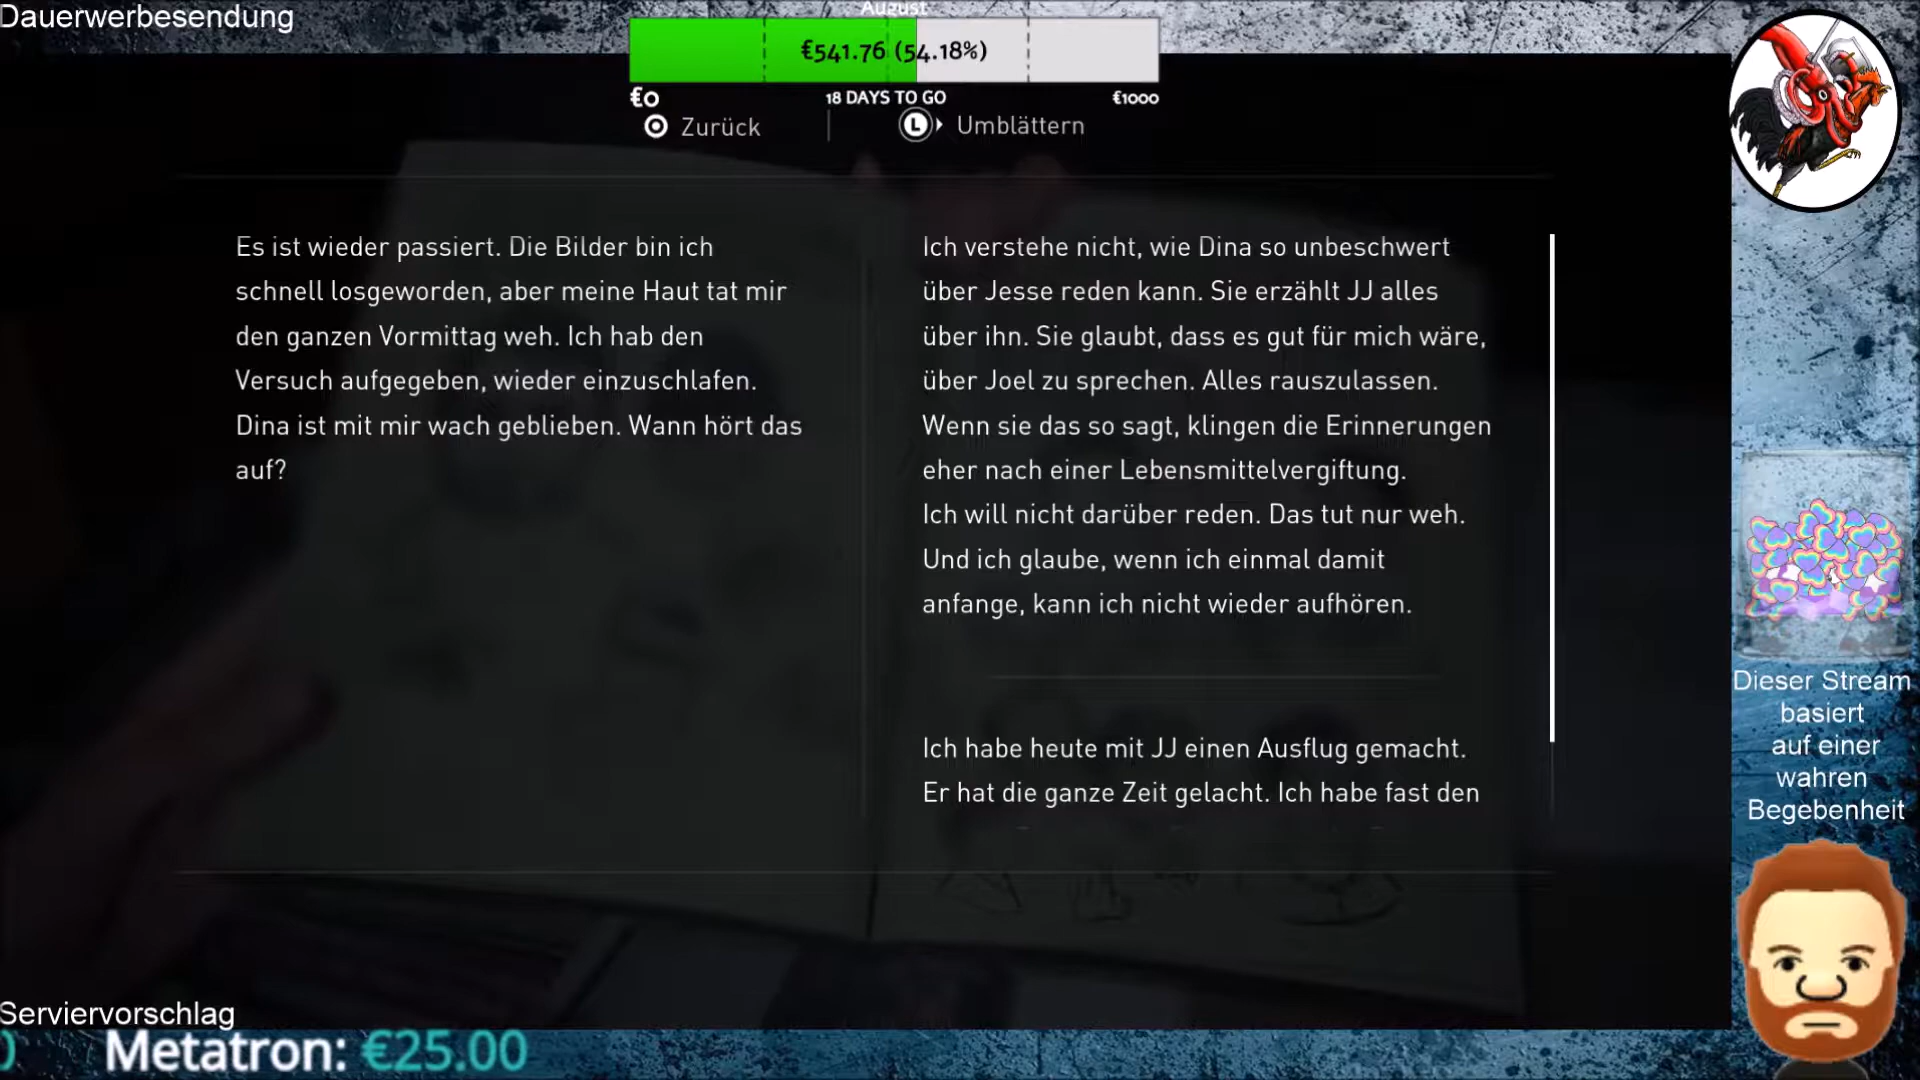 Dauerwerbesendung
August
€541.76 (54.18%)
€0
18 DAYS TO GO
€1000
Zurück
L
Umblättern
Es ist wieder passiert. Die Bilder bin ich
schnell losgeworden, aber meine Haut tat mir
den ganzen Vormittag weh. Ich hab den
Versuch aufgegeben, wieder einzuschlafen.
Dina ist mit mir wach geblieben. Wann hört das
auf?
Ich verstehe nicht, wie Dina so unbeschwert
über Jesse reden kann. Sie erzählt JJ alles
über ihn. Sie glaubt, dass es gut für mich wäre,
über Joel zu sprechen. Alles rauszulassen.
Wenn sie das so sagt, klingen die Erinnerungen
eher nach einer Lebensmittelvergiftung.
Ich will nicht darüber reden. Das tut nur weh.
Und ich glaube, wenn ich einmal damit
anfange, kann ich nicht wieder aufhören.
Ich habe heute mit JJ einen Ausflug gemacht.
Er hat die ganze Zeit gelacht. Ich habe fast den
Dieser Stream
basiert
auf einer
wahren
Begebenheit
Serviervorschlag
Metatron: €25.00